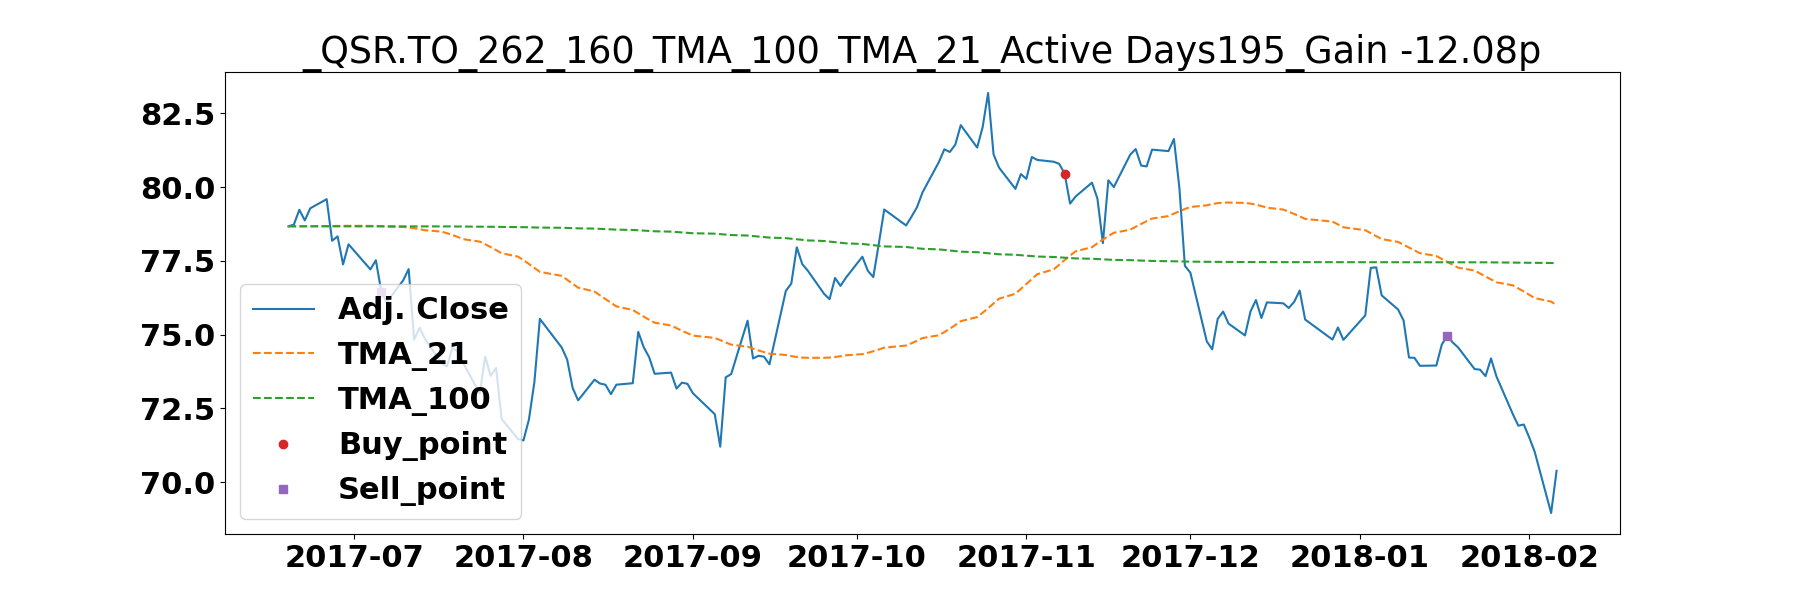 _QSR.TO_262_160_TMA_100_TMA_21_Active Days195_Gain -12.08p
82.5
80.0
77.5
75.0
72.5
70.0
Adj. Close
TMA_21
TMA_100
Buy_point
Sell_point
2017-07 2017-08 2017-09 2017-10 2017-11 2017-12 2018-01 2018-02